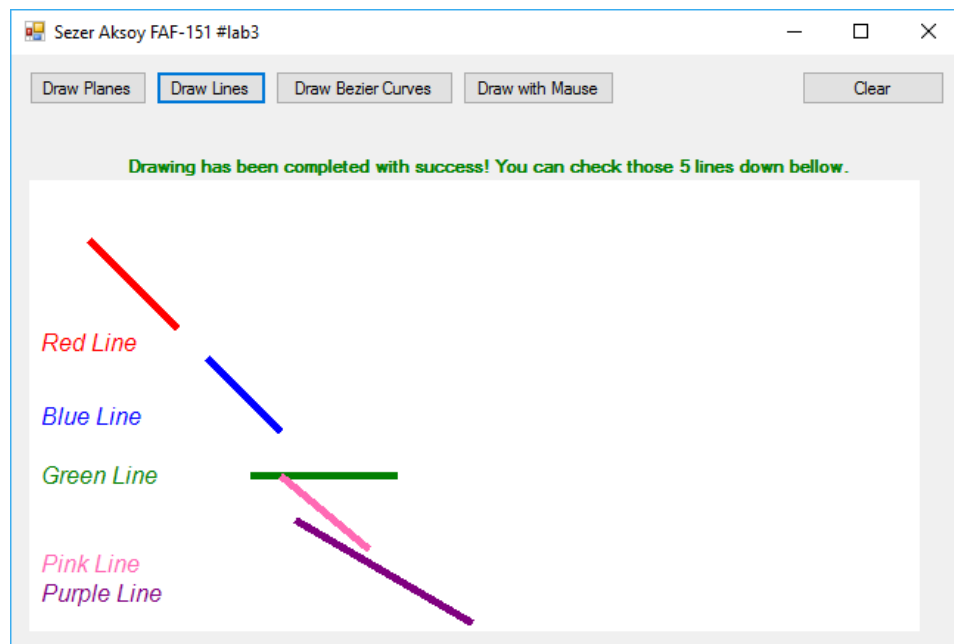 Sezer Aksoy FAF-151 #lab3
Draw Planes Draw Lines Draw Bezier Curves Draw with Mause Clear
Drawing has been completed with success! You can check those 5 lines down bellow.
Red Line
Blue Line
Green Line
Pink Line
Purple Line